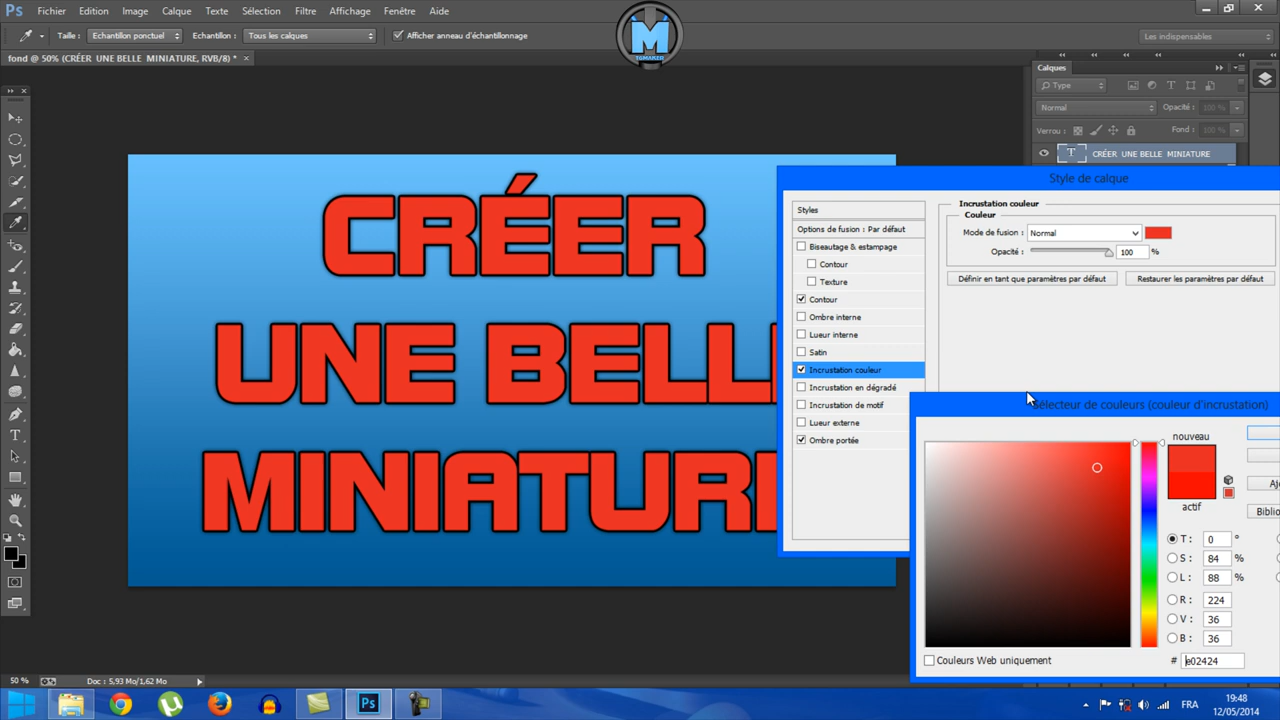 Ps Fichier Edition Image Calque Texte Sélection Filtre Affichage Fenêtre Aide
Taille : Echantillon ponctuel Echantillon : Tous les calques Afficher anneau d'échantillonnage Les indispensables
M
TGMAKER
fond @ 50% (CRÉER UNE BELLE MINIATURE, RVB/8) *
Calques
Type
Normal Opacité : 100 %
Verrou : Fond : 100 %
T CRÉER UNE BELLE MINIATURE
CRÉER
UNE BELL
MINIATUR
Style de calque
Styles
Options de fusion : Par défaut
Biseautage & estampage
Contour
Texture
Contour
Ombre interne
Lueur interne
Satin
Incrustation couleur
Incrustation en dégradé
Incrustation de motif
Lueur externe
Ombre portée
Incrustation couleur
Couleur
Mode de fusion : Normal
Opacité : 100 %
Définir en tant que paramètres par défaut Restaurer les paramètres par défaut
Sélecteur de couleurs (couleur d'incrustation)
nouveau
actif
Aj
Biblio
T : 0 °
S : 84 %
L : 88 %
R : 224
V : 36
B : 36
# e02424
Couleurs Web uniquement
50 % Doc : 5,93 Mo/1,62 Mo
Ps
FRA
19:48
12/05/2014